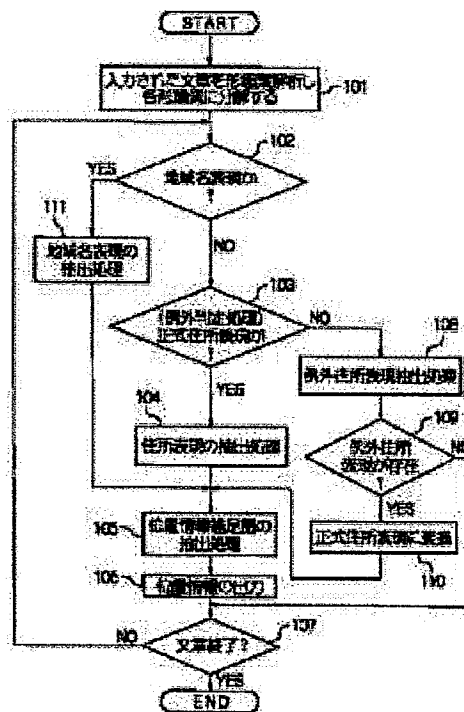 START
入力された文章を形態素解析し
各形態素に分解する
101
102
YES
地域名表現か
?
111
地域名表現の
抽出処理
NO
103
(例外判定処理)
正式住所表現か
!
NO
108
例外住所表現抽出処理
YES
104
住所表現の抽出処理
109
例外住所
表現が存在
?
NO
YES
105
位置情報補足語の
抽出処理
正式住所表現に変換
110
106
位置情報の出力
107
NO
文章終了?
YES
END